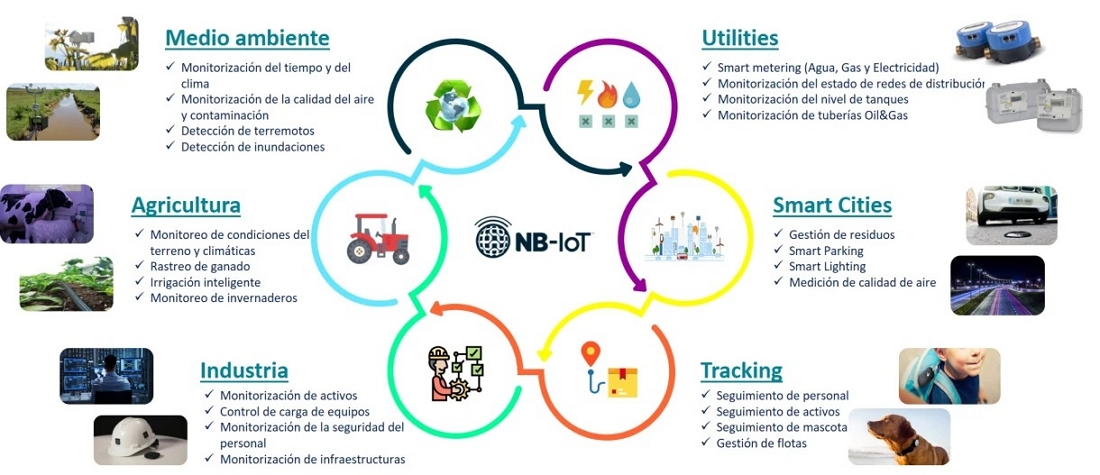 Medio ambiente
✓ Monitorización del tiempo y del
clima
✓ Monitorización de la calidad del aire
y contaminación
✓ Detección de terremotos
✓ Detección de inundaciones
Utilities
✓ Smart metering (Agua, Gas y Electricidad)
✓ Monitorización del estado de redes de distribución
✓ Monitorización del nivel de tanques
✓ Monitorización de tuberías Oil&Gas
Agricultura
✓ Monitoreo de condiciones del
terreno y climáticas
✓ Rastreo de ganado
✓ Irrigación inteligente
✓ Monitoreo de invernaderos
NB-IoT
Smart Cities
✓ Gestión de residuos
✓ Smart Parking
✓ Smart Lighting
✓ Medición de calidad de aire
Industria
✓ Monitorización de activos
✓ Control de carga de equipos
✓ Monitorización de la seguridad del
personal
✓ Monitorización de infraestructuras
Tracking
✓ Seguimiento de personal
✓ Seguimiento de activos
✓ Seguimiento de mascota
✓ Gestión de flotas